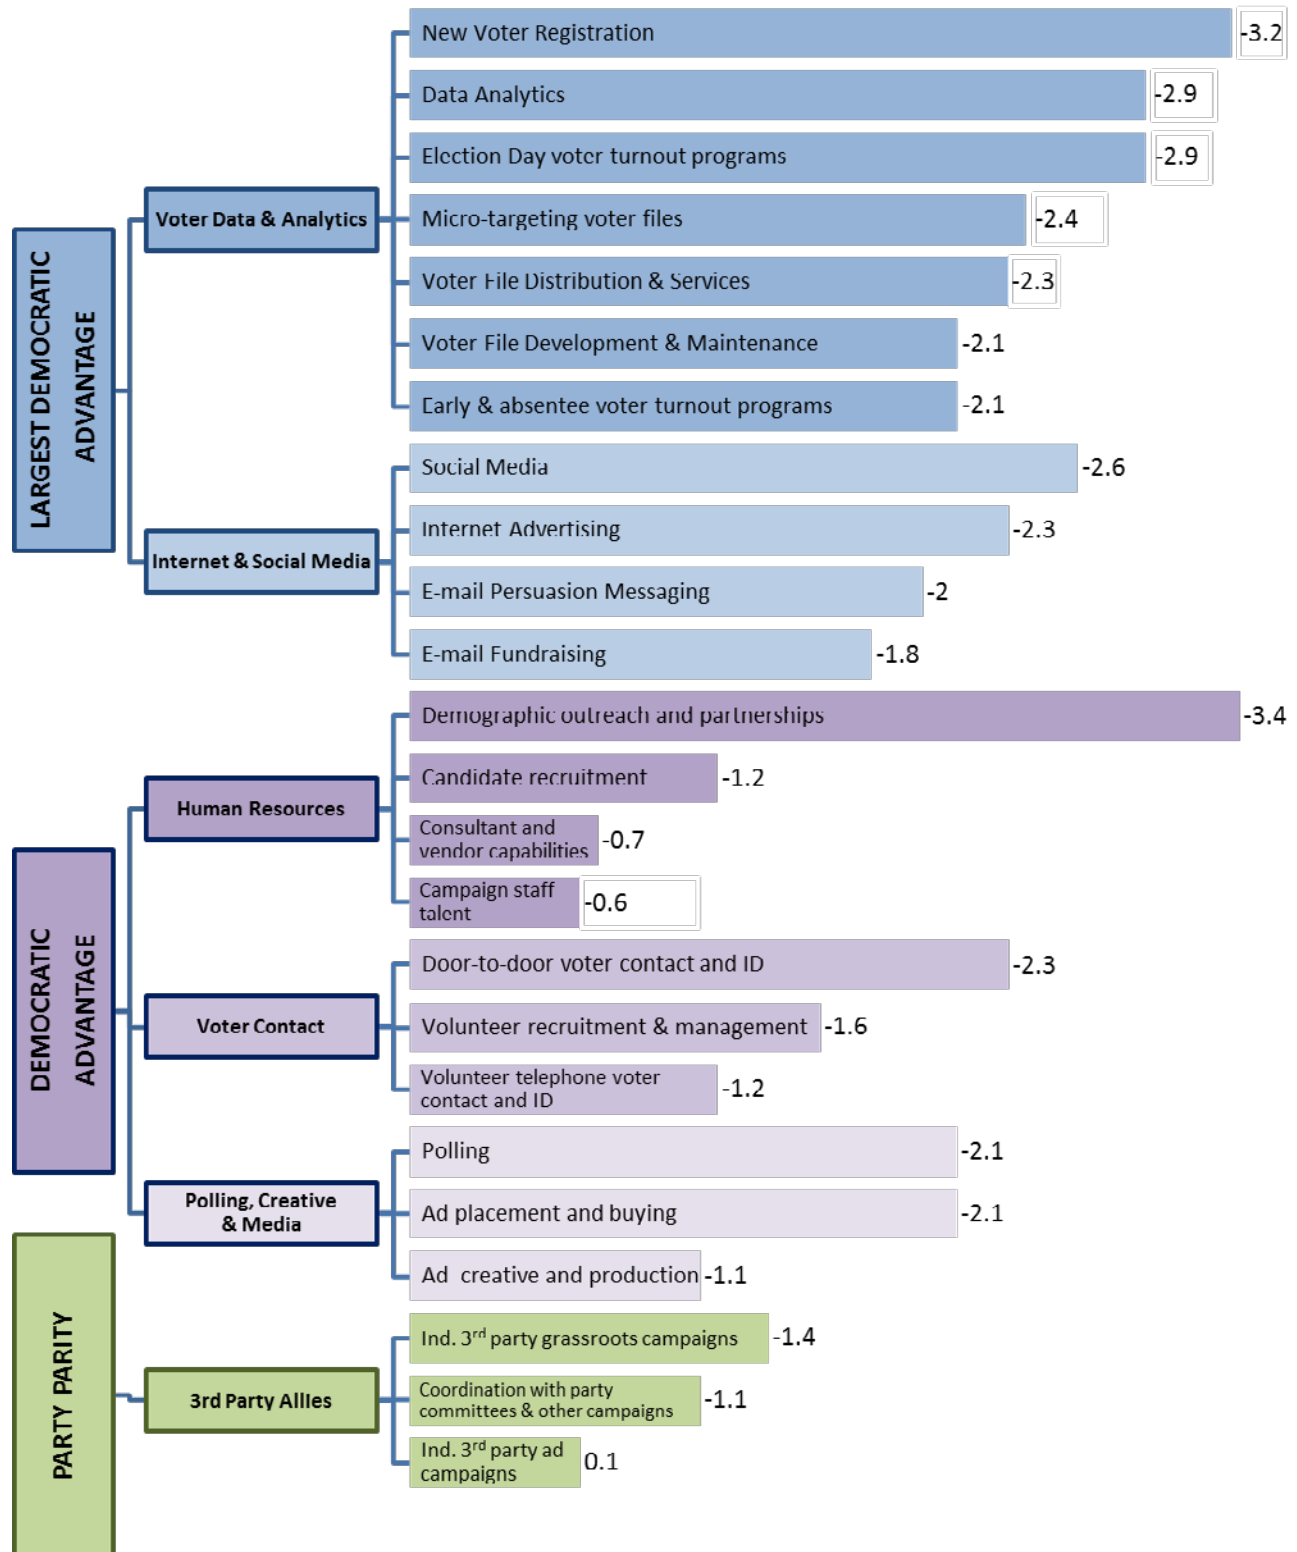 LARGEST DEMOCRATIC
ADVANTAGE
Voter Data & Analytics
New Voter Registration
-3.2
Data Analytics
-2.9
Election Day voter turnout programs
-2.9
Micro-targeting voter files
-2.4
Voter File Distribution & Services
-2.3
Voter File Development & Maintenance
-2.1
Early & absentee voter turnout programs
-2.1
Internet & Social Media
Social Media
-2.6
Internet Advertising
-2.3
E-mail Persuasion Messaging
-2
E-mail Fundraising
-1.8
DEMOCRATIC
ADVANTAGE
Human Resources
Demographic outreach and partnerships
-3.4
Candidate recruitment
-1.2
Consultant and
vendor capabilities
-0.7
Campaign staff
talent
-0.6
Voter Contact
Door-to-door voter contact and ID
-2.3
Volunteer recruitment & management
-1.6
Volunteer telephone voter
contact and ID
-1.2
Polling, Creative
& Media
Polling
-2.1
Ad placement and buying
-2.1
Ad creative and production
-1.1
PARTY PARITY
3rd Party Allies
Ind. 3rd party grassroots campaigns
-1.4
Coordination with party
committees & other campaigns
-1.1
Ind. 3rd party ad
campaigns
0.1